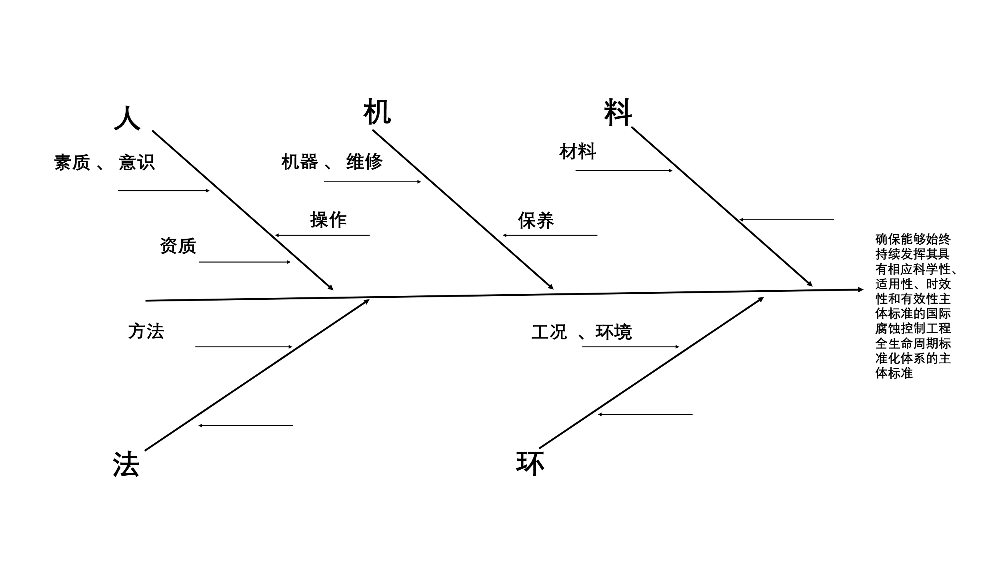 人
机
料
素质 、 意识
机器 、 维修
材料
操作
保养
资质
确保能够始终
持续发挥其具
有相应科学性、
适用性、时效
性和有效性主
体标准的国际
腐蚀控制工程
全生命周期标
准化体系的主
体标准
方法
工况 、环境
法
环